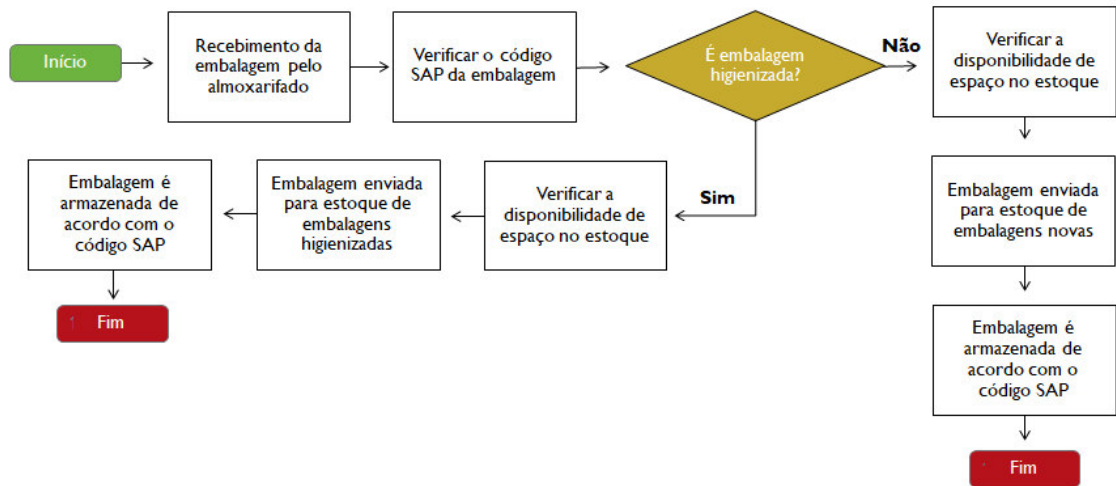 Início
Recebimento da
embalagem pelo
almoxarifado
Verificar o código
SAP da embalagem
É embalagem
higienizada?
Não
Verificar a
disponibilidade de
espaço no estoque
Embalagem enviada
para estoque de
embalagens novas
Embalagem é
armazenada de
acordo com o
código SAP
Fim
Sim
Verificar a
disponibilidade de
espaço no estoque
Embalagem enviada
para estoque de
embalagens
higienizadas
Embalagem é
armazenada de
acordo com o
código SAP
Fim